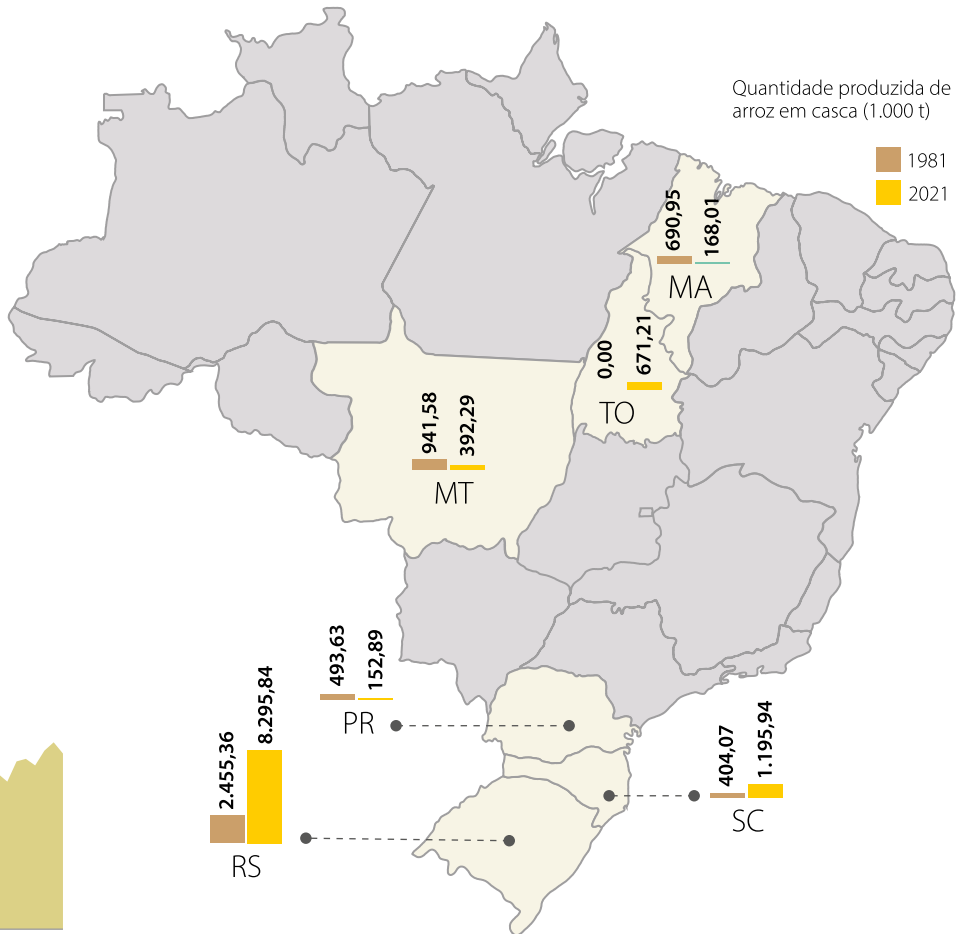 Quantidade produzida de
arroz em casca (1.000 t)
1981
2021
690,95
168,01
MA
0,00
671,21
TO
941,58
392,29
MT
493,63
152,89
PR
2.455,36
8.295,84
RS
404,07
1.195,94
SC